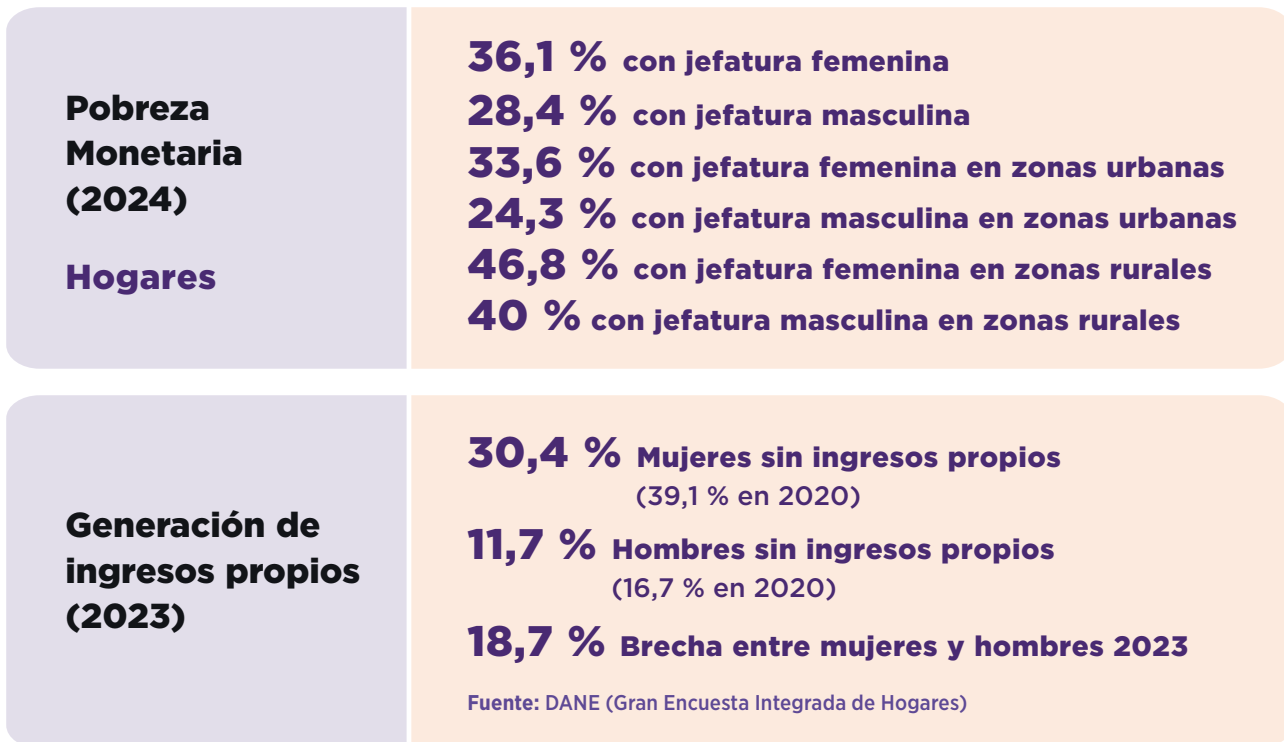 Pobreza
Monetaria
(2024)
Hogares
36,1 % con jefatura femenina
28,4 % con jefatura masculina
33,6 % con jefatura femenina en zonas urbanas
24,3 % con jefatura masculina en zonas urbanas
46,8 % con jefatura femenina en zonas rurales
40 % con jefatura masculina en zonas rurales
Generación de
ingresos propios
(2023)
30,4 % Mujeres sin ingresos propios
(39,1 % en 2020)
11,7 % Hombres sin ingresos propios
(16,7 % en 2020)
18,7 % Brecha entre mujeres y hombres 2023
Fuente: DANE (Gran Encuesta Integrada de Hogares)